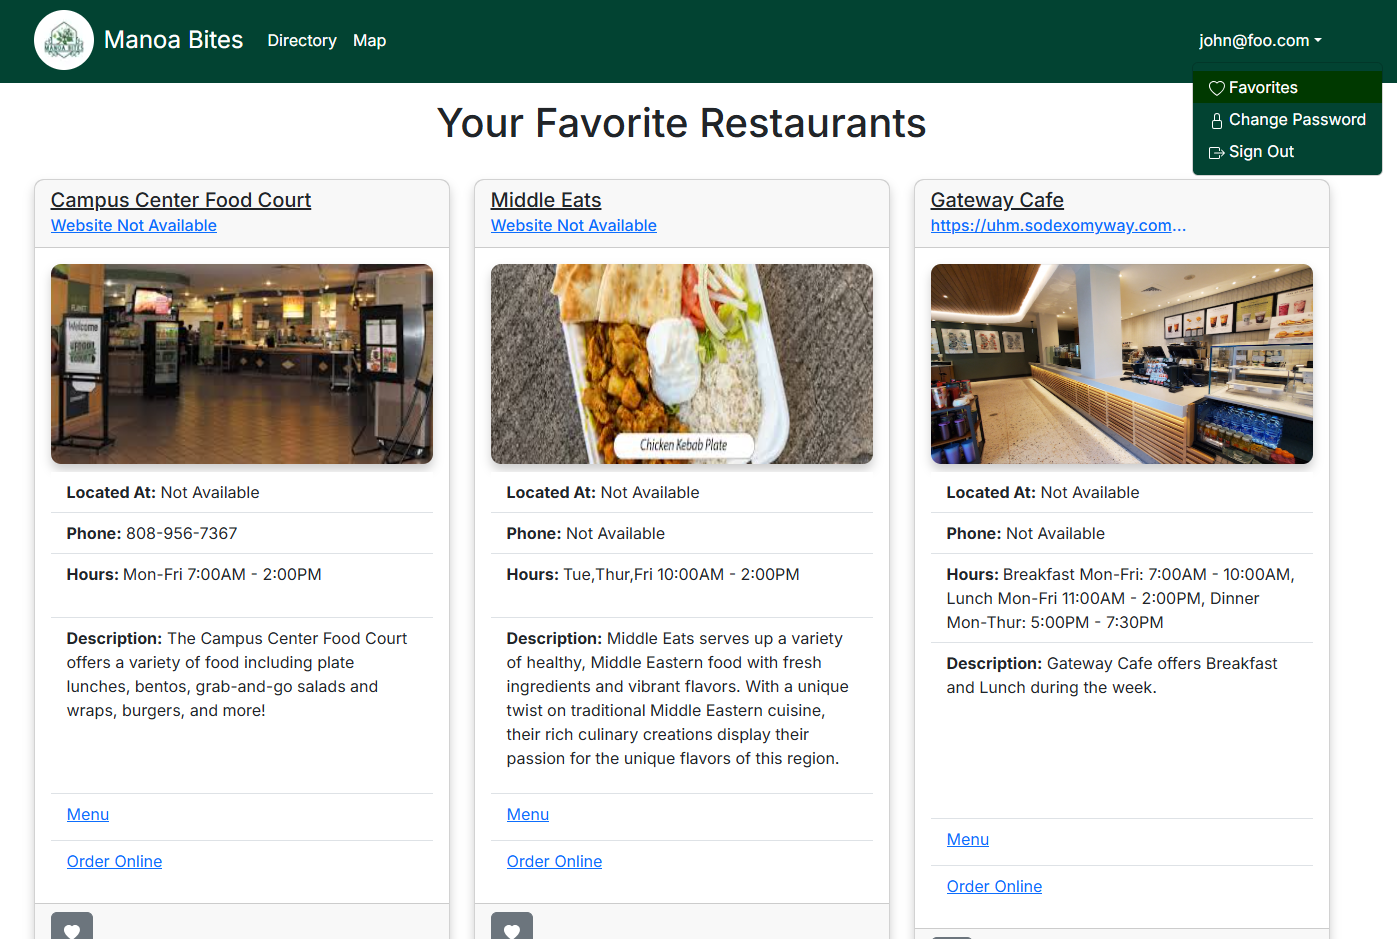 MANOA BITES
Manoa Bites
Directory
Map
john@foo.com
Favorites
Change Password
Sign Out
Your Favorite Restaurants
Campus Center Food Court
Website Not Available
Welcome
Located At: Not Available
Phone: 808-956-7367
Hours: Mon-Fri 7:00AM - 2:00PM
Description: The Campus Center Food Court
offers a variety of food including plate
lunches, bentos, grab-and-go salads and
wraps, burgers, and more!
Menu
Order Online
Middle Eats
Website Not Available
Chicken Kebab Plate
Located At: Not Available
Phone: Not Available
Hours: Tue,Thur,Fri 10:00AM - 2:00PM
Description: Middle Eats serves up a variety
of healthy, Middle Eastern food with fresh
ingredients and vibrant flavors. With a unique
twist on traditional Middle Eastern cuisine,
their rich culinary creations display their
passion for the unique flavors of this region.
Menu
Order Online
Gateway Cafe
https://uhm.sodexomyway.com...
Located At: Not Available
Phone: Not Available
Hours: Breakfast Mon-Fri: 7:00AM - 10:00AM,
Lunch Mon-Fri 11:00AM - 2:00PM, Dinner
Mon-Thur: 5:00PM - 7:30PM
Description: Gateway Cafe offers Breakfast
and Lunch during the week.
Menu
Order Online